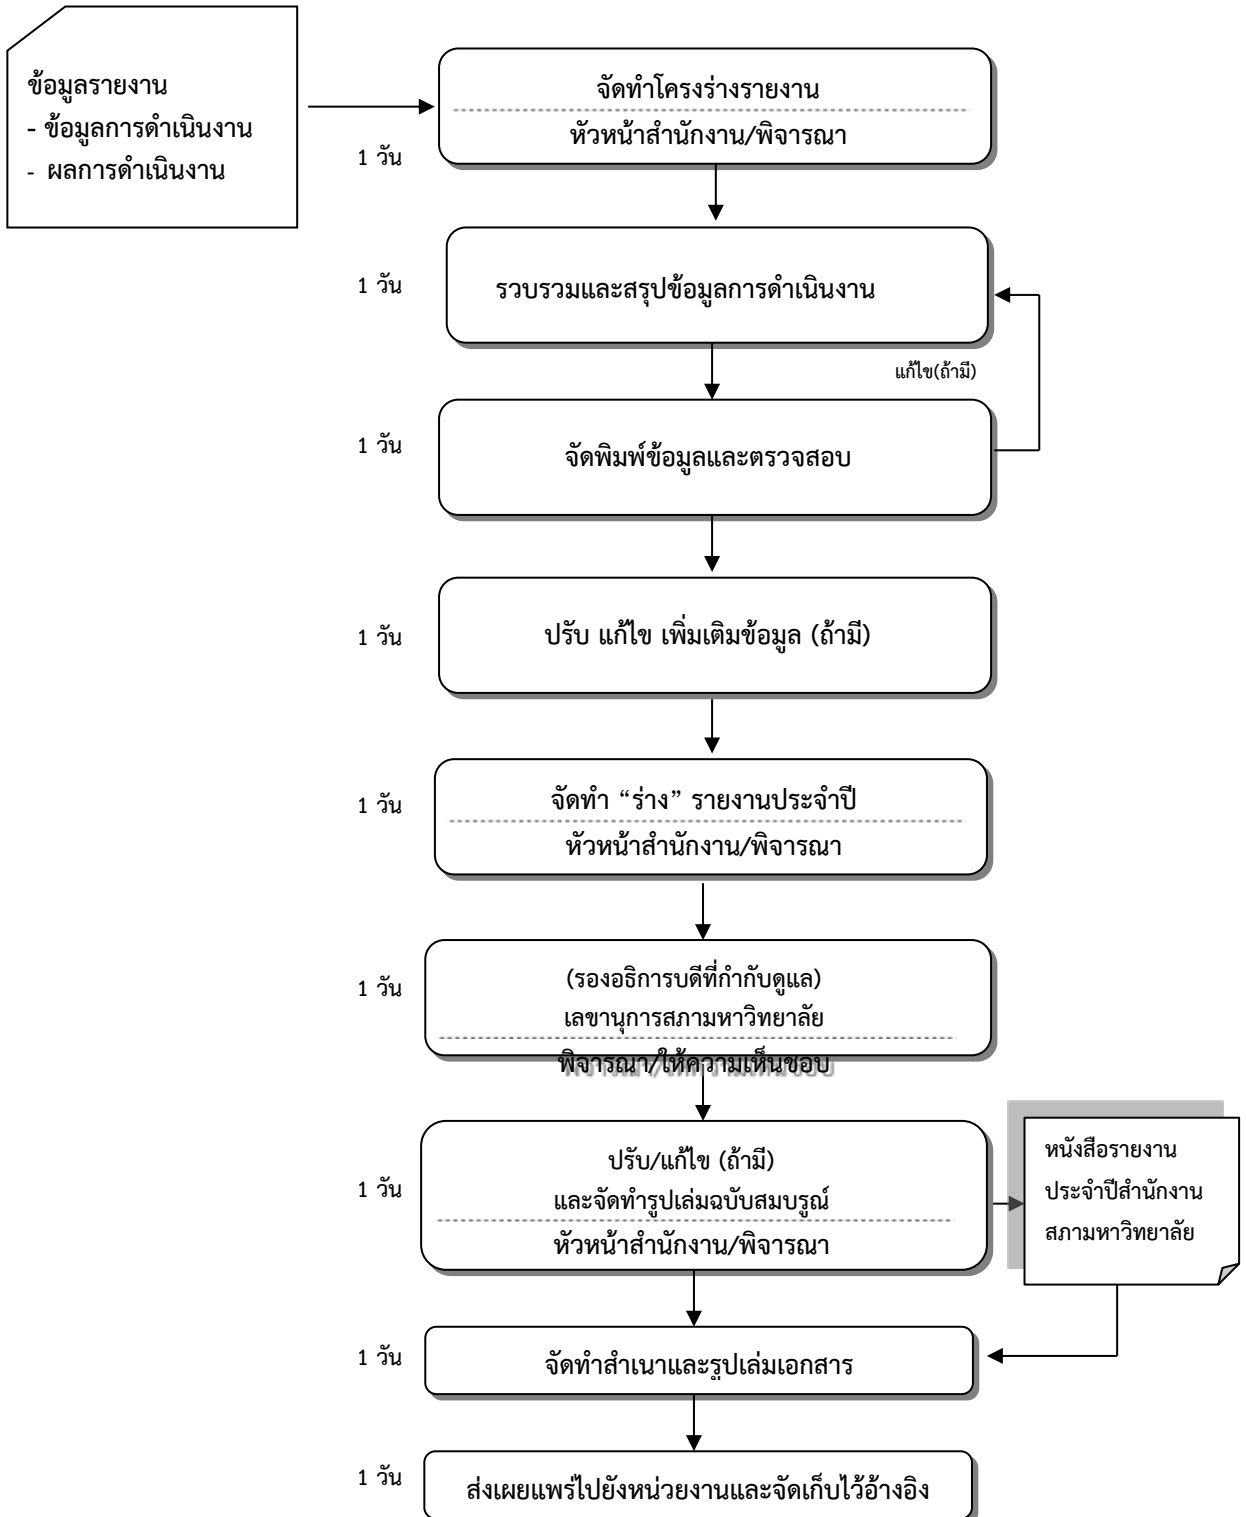 ข้อมูลรายงาน
- ข้อมูลการดำเนินงาน
- ผลการดำเนินงาน
จัดทำโครงร่างรายงาน
หัวหน้าสำนักงาน/พิจารณา
1 วัน
1 วัน
รวบรวมและสรุปข้อมูลการดำเนินงาน
แก้ไข(ถ้ามี)
1 วัน
จัดพิมพ์ข้อมูลและตรวจสอบ
1 วัน
ปรับ แก้ไข เพิ่มเติมข้อมูล (ถ้ามี)
1 วัน
จัดทำ “ร่าง” รายงานประจำปี
หัวหน้าสำนักงาน/พิจารณา
1 วัน
(รองอธิการบดีที่กำกับดูแล)
เลขานุการสภามหาวิทยาลัย
พิจารณา/ให้ความเห็นชอบ
1 วัน
ปรับ/แก้ไข (ถ้ามี)
และจัดทำรูปเล่มฉบับสมบรูณ์
หัวหน้าสำนักงาน/พิจารณา
หนังสือรายงาน
ประจำปีสำนักงาน
สภามหาวิทยาลัย
1 วัน
จัดทำสำเนาและรูปเล่มเอกสาร
1 วัน
ส่งเผยแพร่ไปยังหน่วยงานและจัดเก็บไว้อ้างอิง